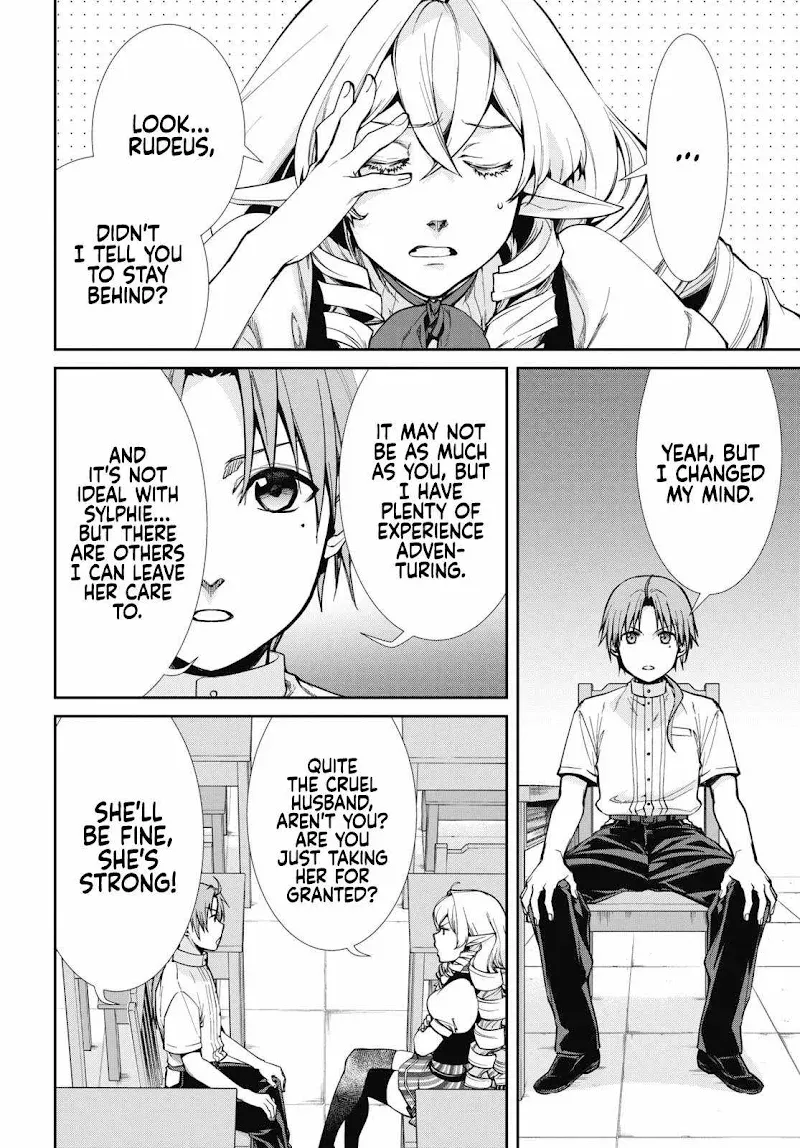 ...
LOOK...
RUDEUS,
DIDN'T
I TELL YOU
TO STAY
BEHIND?
YEAH, BUT
I CHANGED
MY MIND.
IT MAY NOT
BE AS MUCH
AS YOU, BUT
I HAVE
PLENTY OF
EXPERIENCE
ADVEN-
TURING.
AND
IT'S NOT
IDEAL WITH
SYLPHIE...
BUT THERE
ARE OTHERS
I CAN LEAVE
HER CARE
TO.
QUITE
THE CRUEL
HUSBAND,
AREN'T YOU?
ARE YOU
JUST TAKING
HER FOR
GRANTED?
SHE'LL
BE FINE,
SHE'S
STRONG!